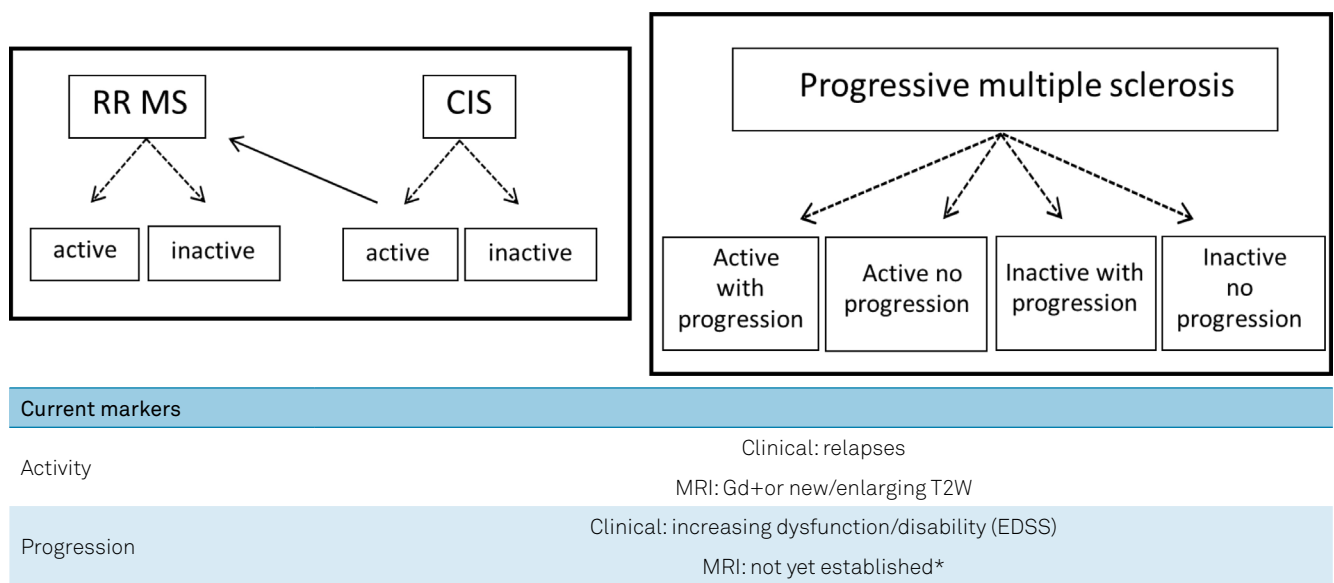 RR MS
CIS
active
inactive
active
inactive
Progressive multiple sclerosis
Active
with
progression
Active no
progression
Inactive with
progression
Inactive
no
progression
Current markers
Activity
Clinical: relapses
MRI: Gd+or new/enlarging T2W
Progression
Clinical: increasing dysfunction/disability (EDSS)
MRI: not yet established*